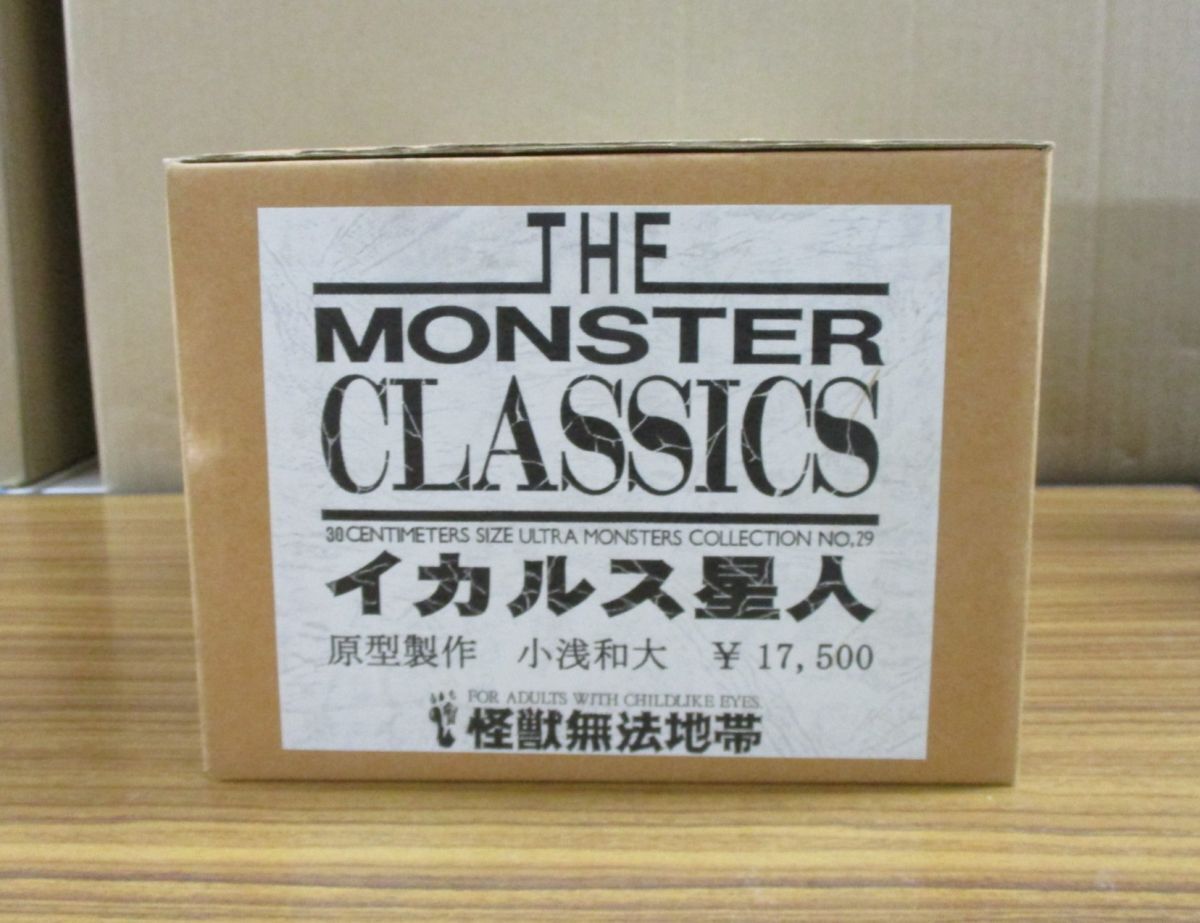 THE
MONSTER
CLASSICS
30 CENTIMETERS SIZE ULTRA MONSTERS COLLECTION NO,29
イカルス星人
原型製作 小浅和大 ¥ 17,500
FOR ADULTS WITH CHILDLIKE EYES.
怪獣無法地帯